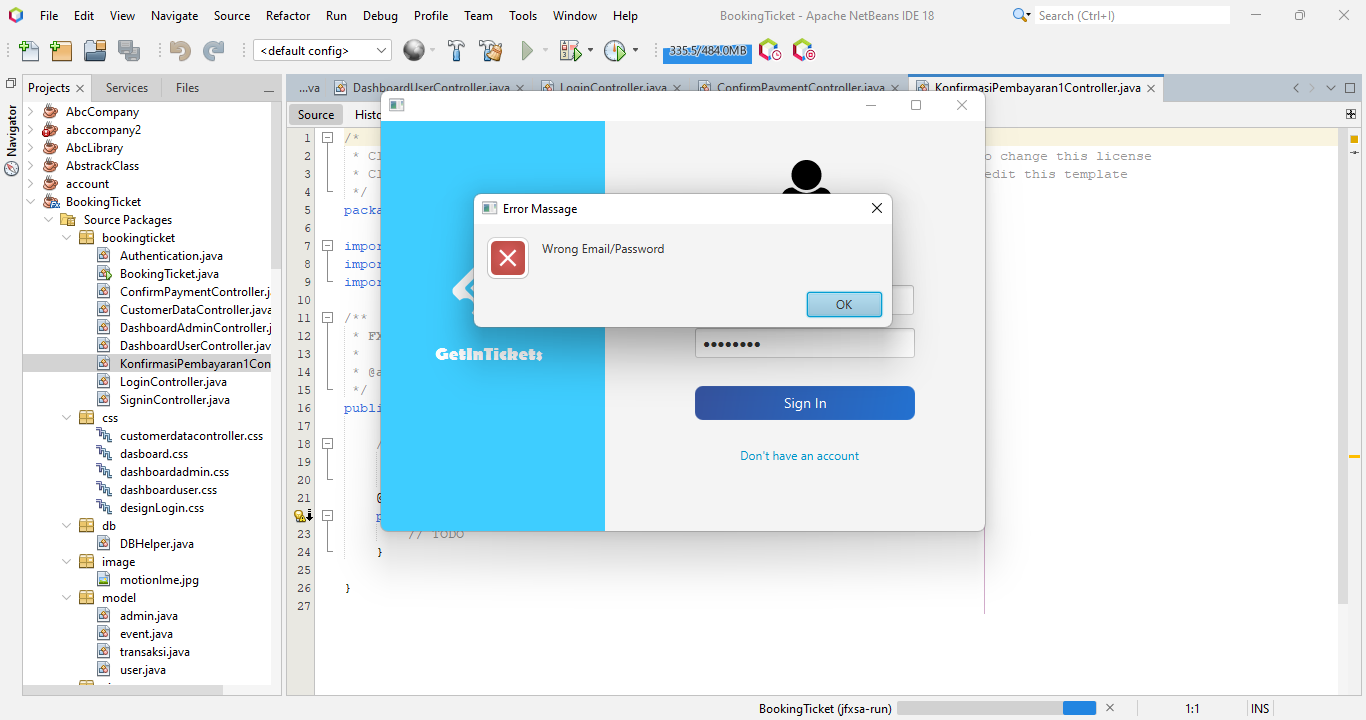 File Edit View Navigate Source Refactor Run Debug Profile Team Tools Window Help
BookingTicket - Apache NetBeans IDE 18
Search (Ctrl+I)
<default config>
335.5/484.0MB
Projects Services Files
...va DashboardUserController.java LoginController.java ConfirmPaymentController.java KonfirmasiPembayaran1Controller.java
Navigator
AbcCompany
abccompany2
AbcLibrary
AbstrackClass
account
BookingTicket
Source Packages
bookingticket
Authentication.java
BookingTicket.java
ConfirmPaymentController.j
CustomerDataController.java
DashboardAdminController.j
DashboardUserController.jav
KonfirmasiPembayaran1Con
LoginController.java
SigninController.java
css
customerdatacontroller.css
dasboard.css
dashboardadmin.css
dashboarduser.css
designLogin.css
db
DBHelper.java
image
motionlme.jpg
model
admin.java
event.java
transaksi.java
user.java
Source Histo
1 /*
2 * Cl o change this license
3 * Cl edit this template
4 */
5 packa
6
7 impor
8 impor
9 impor
10
11 /**
12 * FX
13 *
14 * @a
15 */
16 publi
17
18 /
19
20
21 @
p
23 // TODO
24 }
25
26 }
27
Error Massage
Wrong Email/Password
OK
GetInTickets
Sign In
Don't have an account
BookingTicket (jfxsa-run)
1:1
INS